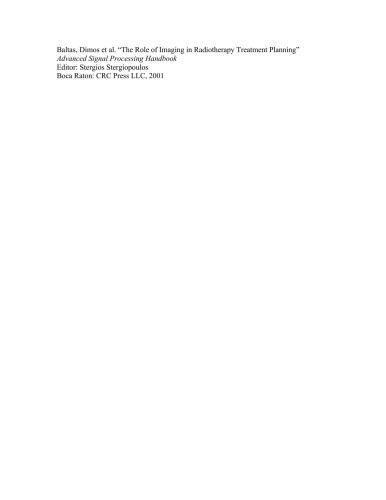 Baltas, Dimos et al. “The Role of Imaging in Radiotherapy Treatment Planning”
Advanced Signal Processing Handbook
Editor: Stergios Stergiopoulos
Boca Raton: CRC Press LLC, 2001